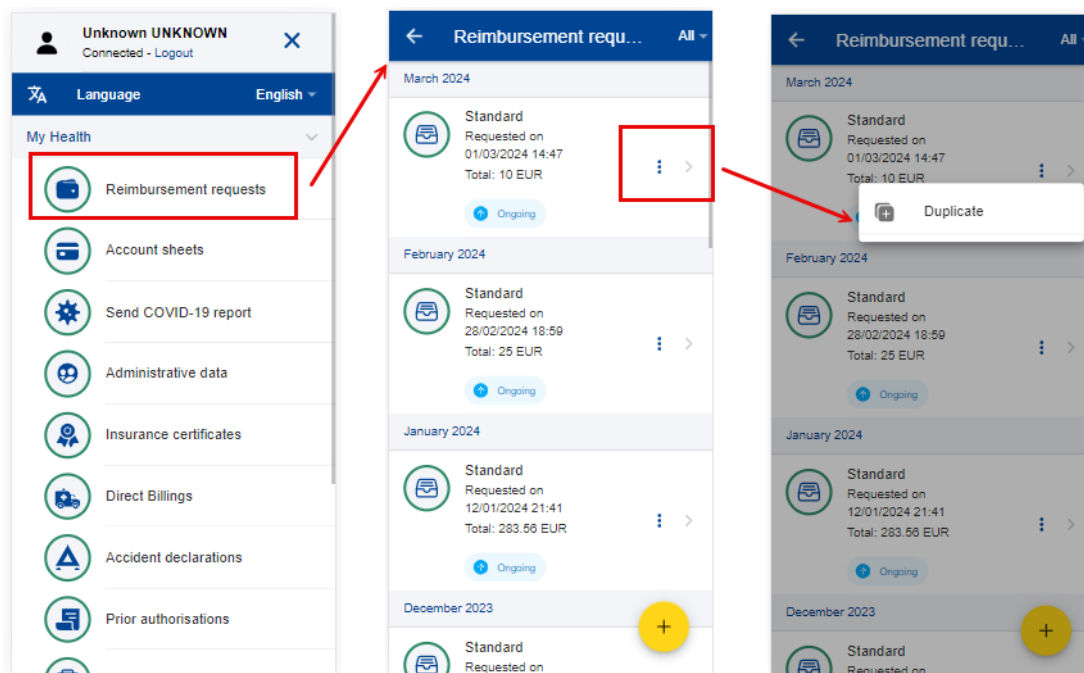 Unknown UNKNOWN
Connected - Logout
Language
English
My Health
Reimbursement requests
Account sheets
Send COVID-19 report
Administrative data
Insurance certificates
Direct Billings
Accident declarations
Prior authorisations
Reimbursement requ...
All
March 2024
Standard
Requested on
01/03/2024 14:47
Total: 10 EUR
Ongoing
February 2024
Standard
Requested on
28/02/2024 18:59
Total: 25 EUR
Ongoing
January 2024
Standard
Requested on
12/01/2024 21:41
Total: 283.56 EUR
Ongoing
December 2023
Standard
Requested on
Reimbursement requ...
All
March 2024
Standard
Requested on
01/03/2024 14:47
Total: 10 EUR
Duplicate
February 2024
Standard
Requested on
28/02/2024 18:59
Total: 25 EUR
Ongoing
January 2024
Standard
Requested on
12/01/2024 21:41
Total: 283.56 EUR
Ongoing
December 2023
Standard
Requested on